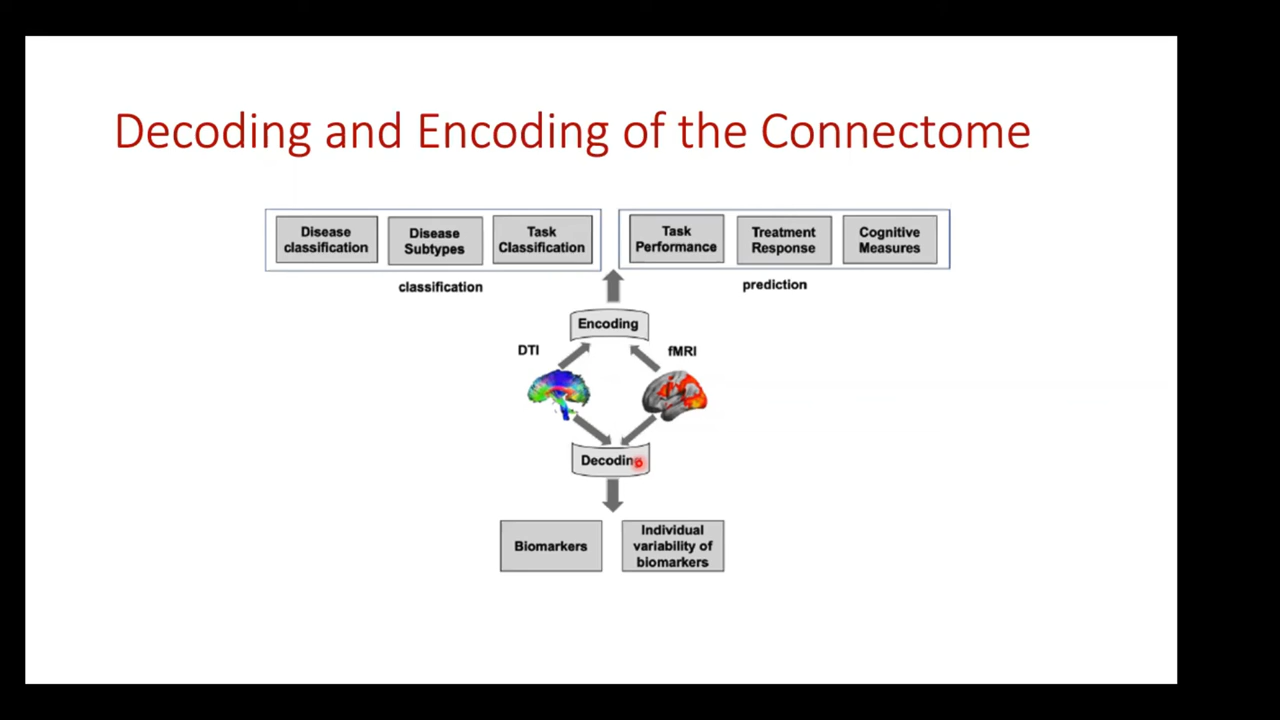 Decoding and Encoding of the Connectome
Disease
classification
Disease
Subtypes
Task
Classification
Task
Performance
Treatment
Response
Cognitive
Measures
classification
prediction
Encoding
DTI
fMRI
Decoding
Biomarkers
Individual
variability of
biomarkers